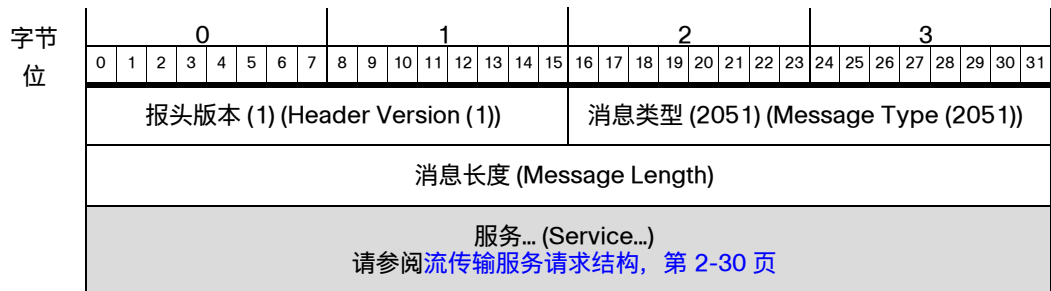 字节 0 1 2 3
位 0 1 2 3 4 5 6 7 8 9 10 11 12 13 14 15 16 17 18 19 20 21 22 23 24 25 26 27 28 29 30 31
报头版本 (1) (Header Version (1)) 消息类型 (2051) (Message Type (2051))
消息长度 (Message Length)
服务... (Service...)
请参阅流传输服务请求结构，第 2-30 页